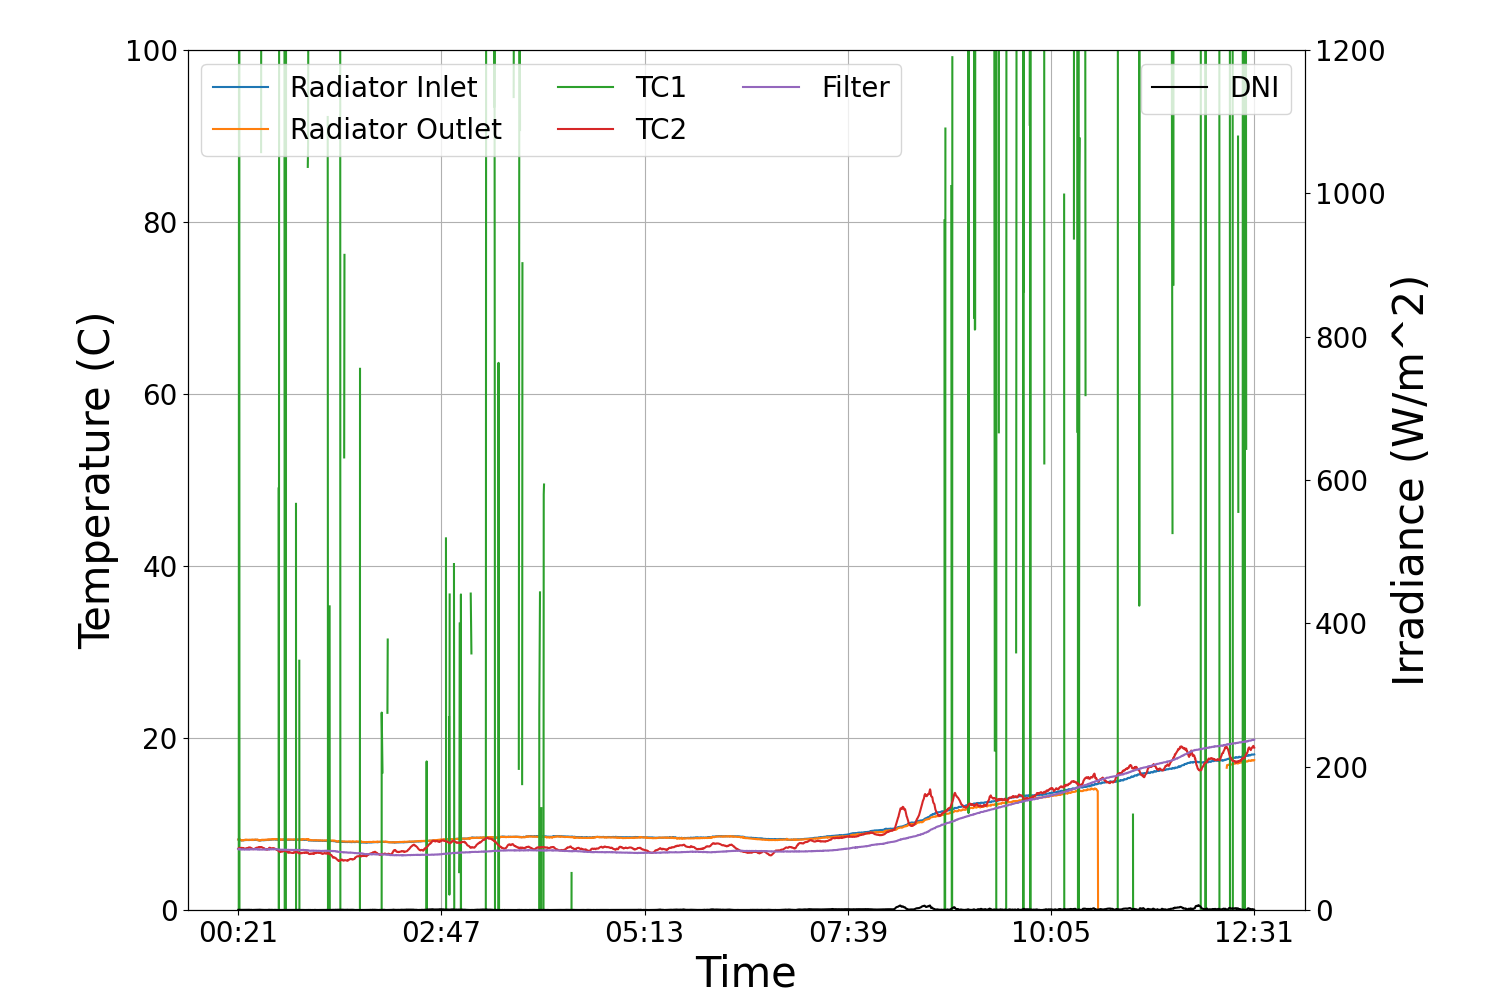 Temperature (C)
100
80
60
40
20
0
Radiator Inlet
Radiator Outlet
TC1
TC2
Filter
DNI
1200
1000
800
600
400
200
0
Irradiance (W/m^2)
00:21
02:47
05:13
07:39
10:05
12:31
Time